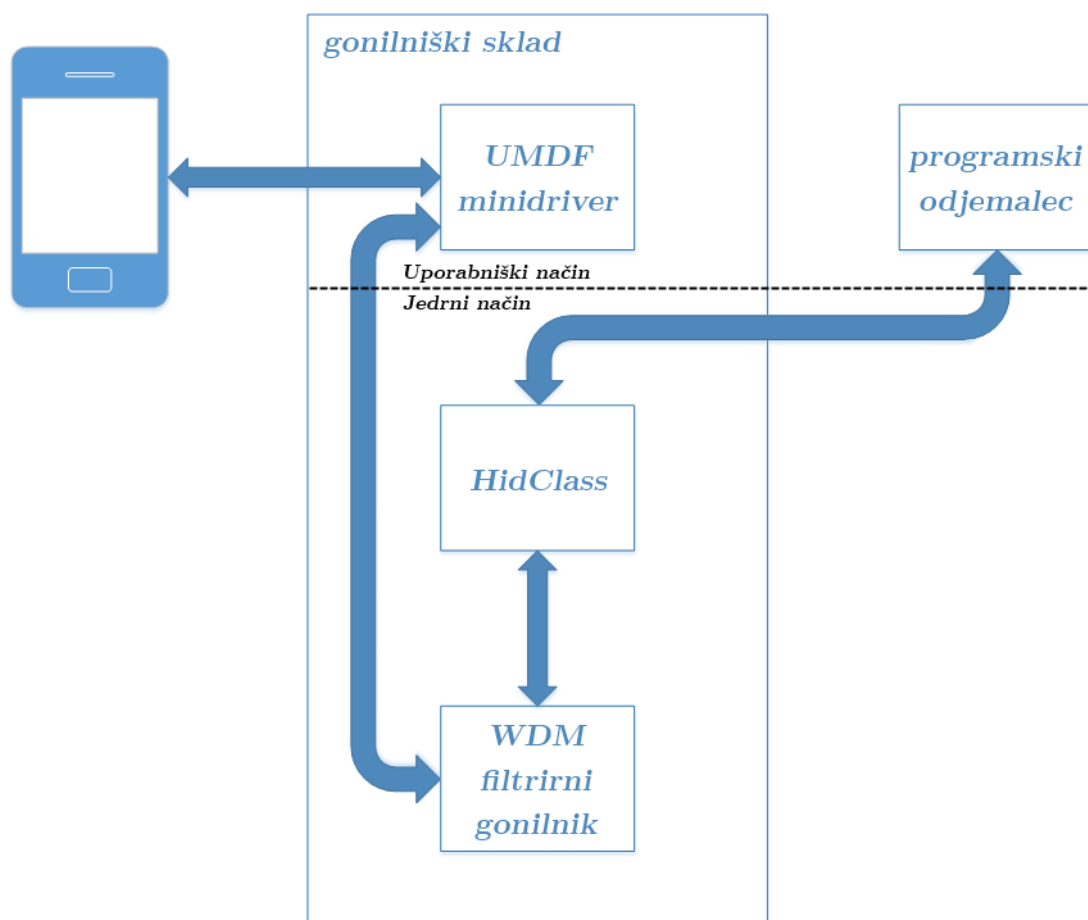 gonilniški sklad
UMDF
minidriver
programski
odjemalec
Uporabniški način
Jedrni način
HidClass
WDM
filtrirni
gonilnik